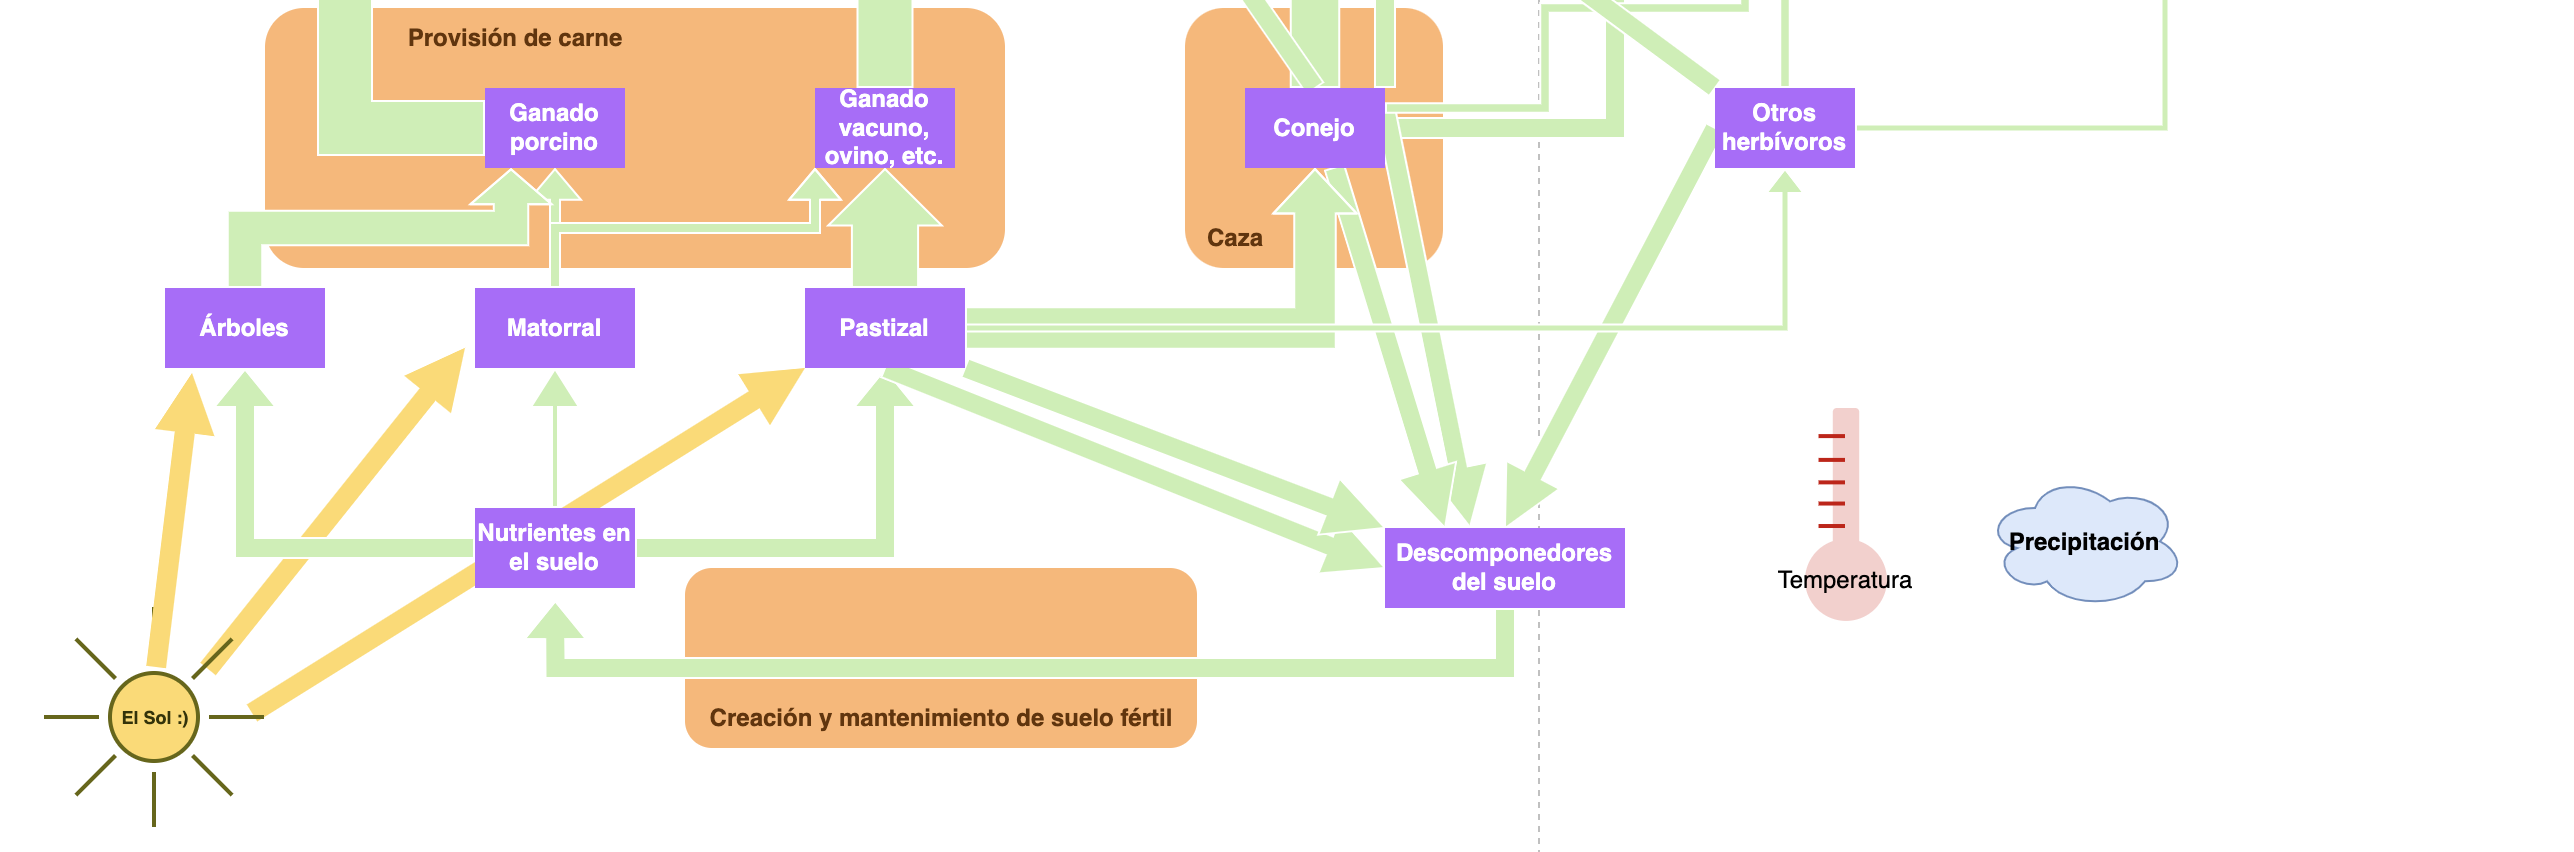 Provisión de carne
Ganado
porcino
Ganado
vacuno,
ovino, etc.
Conejo
Otros
herbívoros
Caza
Árboles
Matorral
Pastizal
Nutrientes en
el suelo
Descomponedores
del suelo
Temperatura
Precipitación
El Sol :)
Creación y mantenimiento de suelo fértil